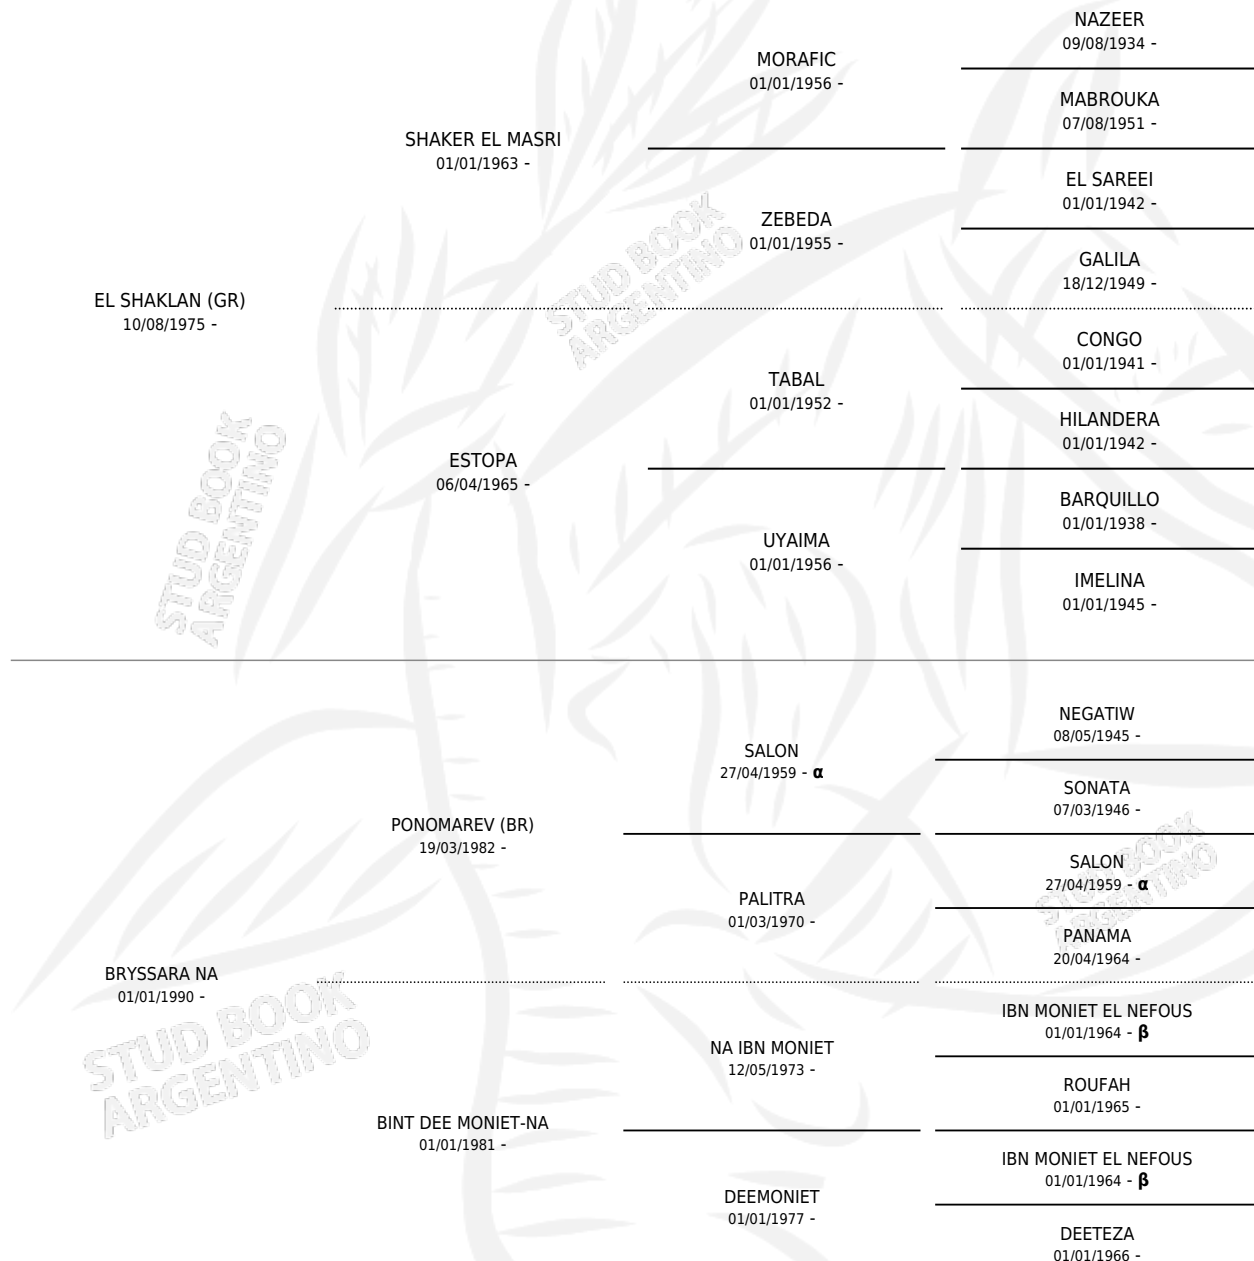 NAZEER
09/08/1934 -
MORAFIC
01/01/1956 -
MABROUKA
07/08/1951 -
SHAKER EL MASRI
01/01/1963 -
EL SAREEI
01/01/1942 -
ZEBEDA
01/01/1955 -
GALILA
18/12/1949 -
EL SHAKLAN (GR)
10/08/1975 -
CONGO
01/01/1941 -
TABAL
01/01/1952 -
HILANDERA
01/01/1942 -
ESTOPA
06/04/1965 -
BARQUILLO
01/01/1938 -
UYAIMA
01/01/1956 -
IMELINA
01/01/1945 -
NEGATIW
08/05/1945 -
SALON
27/04/1959 - α
SONATA
07/03/1946 -
PONOMAREV (BR)
19/03/1982 -
SALON
27/04/1959 - α
PALITRA
01/03/1970 -
PANAMA
20/04/1964 -
BRYSSARA NA
01/01/1990 -
IBN MONIET EL NEFOUS
01/01/1964 - β
NA IBN MONIET
12/05/1973 -
ROUFAH
01/01/1965 -
BINT DEE MONIET-NA
01/01/1981 -
IBN MONIET EL NEFOUS
01/01/1964 - β
DEEMONIET
01/01/1977 -
DEETEZA
01/01/1966 -
STUD BOOK
ARGENTINO
STUD BOOK
ARGENTINO
STUD BOOK
ARGENTINO
STUD BOOK
ARGENTINO